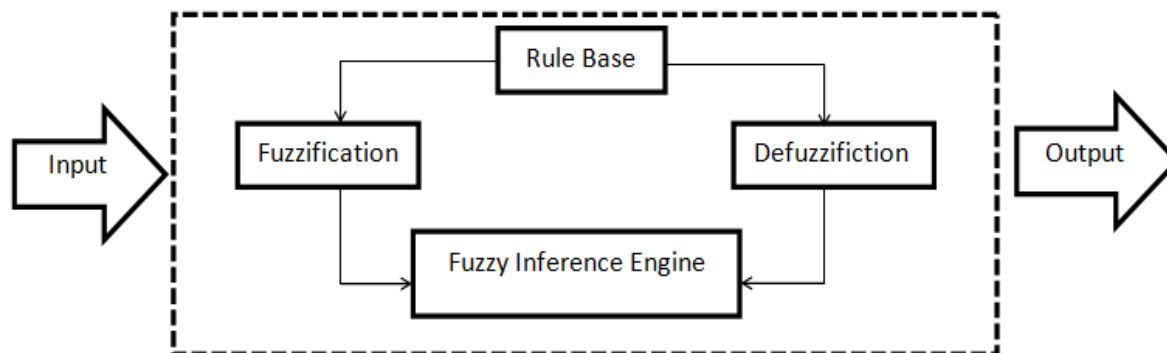 Rule Base
Input
Fuzzification
Defuzzifiction
Output
Fuzzy Inference Engine